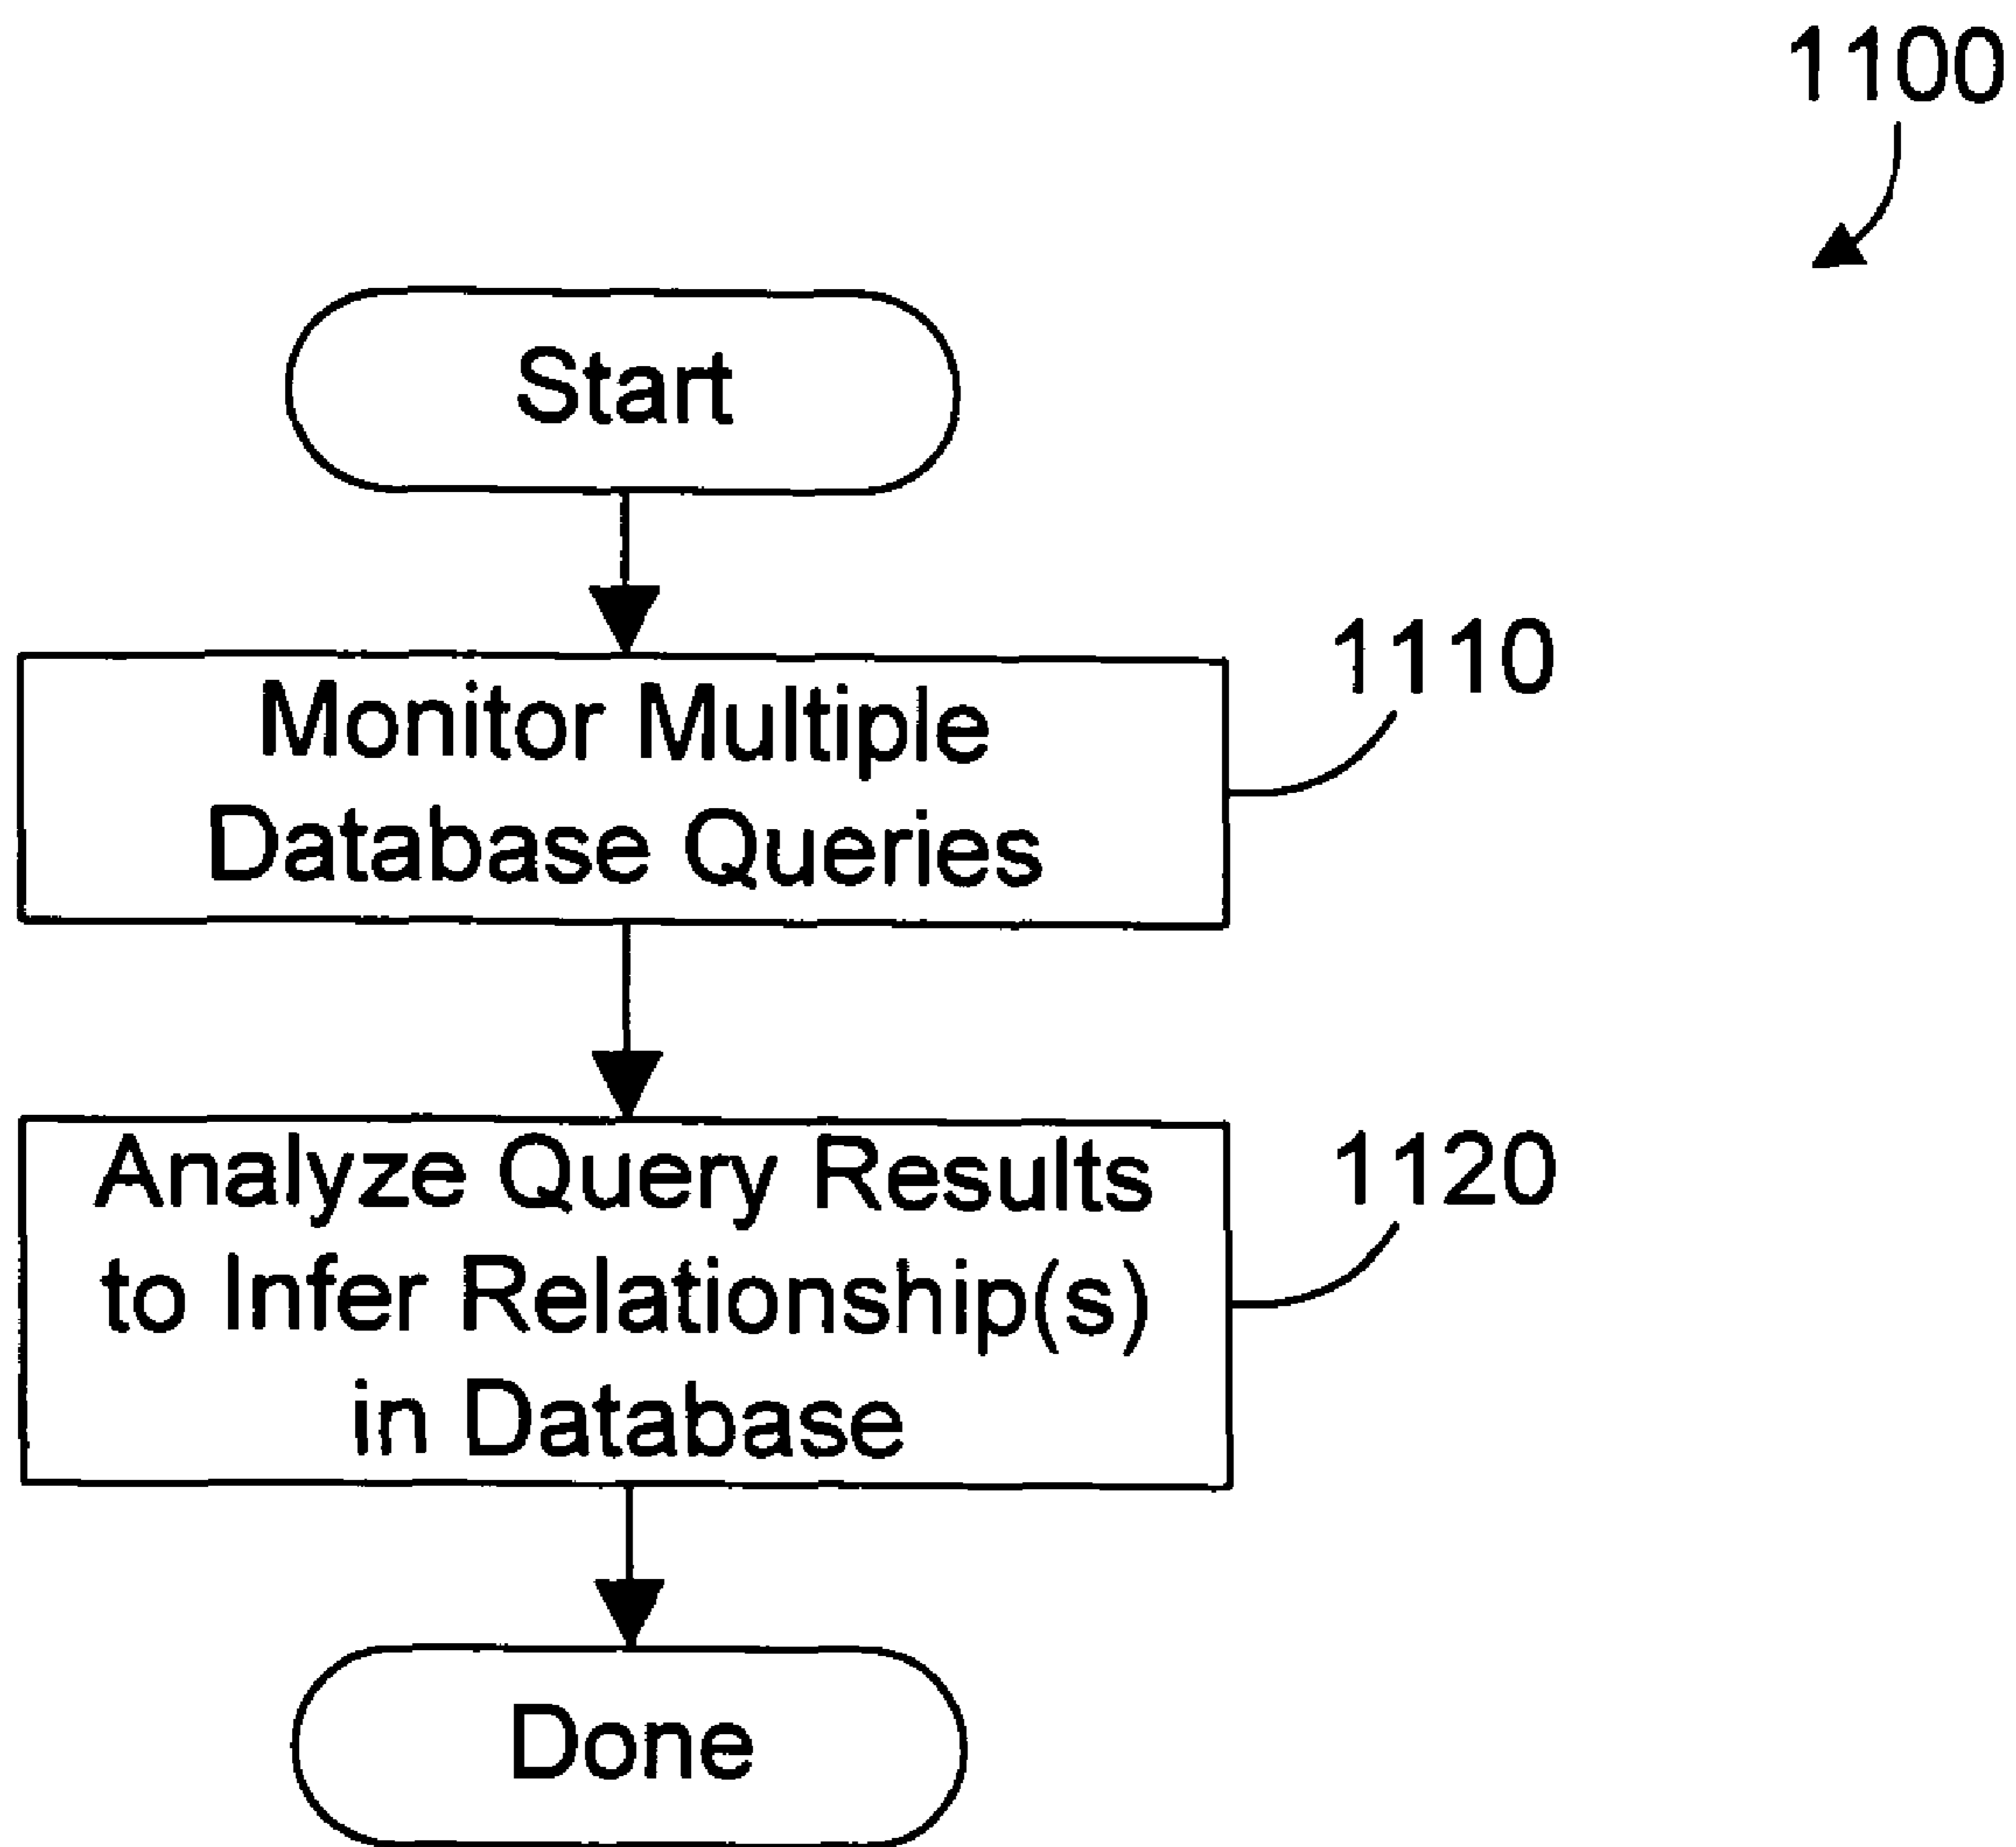 1100
Start
1110
Monitor Multiple
Database Queries
1120
Analyze Query Results
to Infer Relationship(s)
in Database
Done